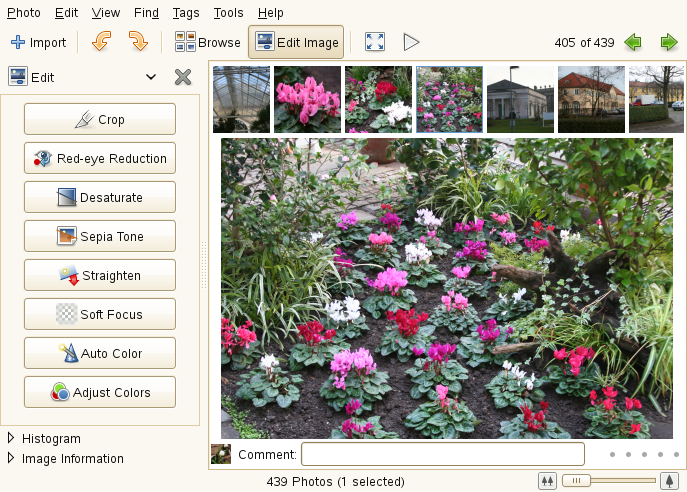 Photo Edit View Find Tags Tools Help
Import Browse Edit Image 405 of 439
Edit
Crop
Red-eye Reduction
Desaturate
Sepia Tone
Straighten
Soft Focus
Auto Color
Adjust Colors
Histogram
Image Information
Comment:
439 Photos (1 selected)